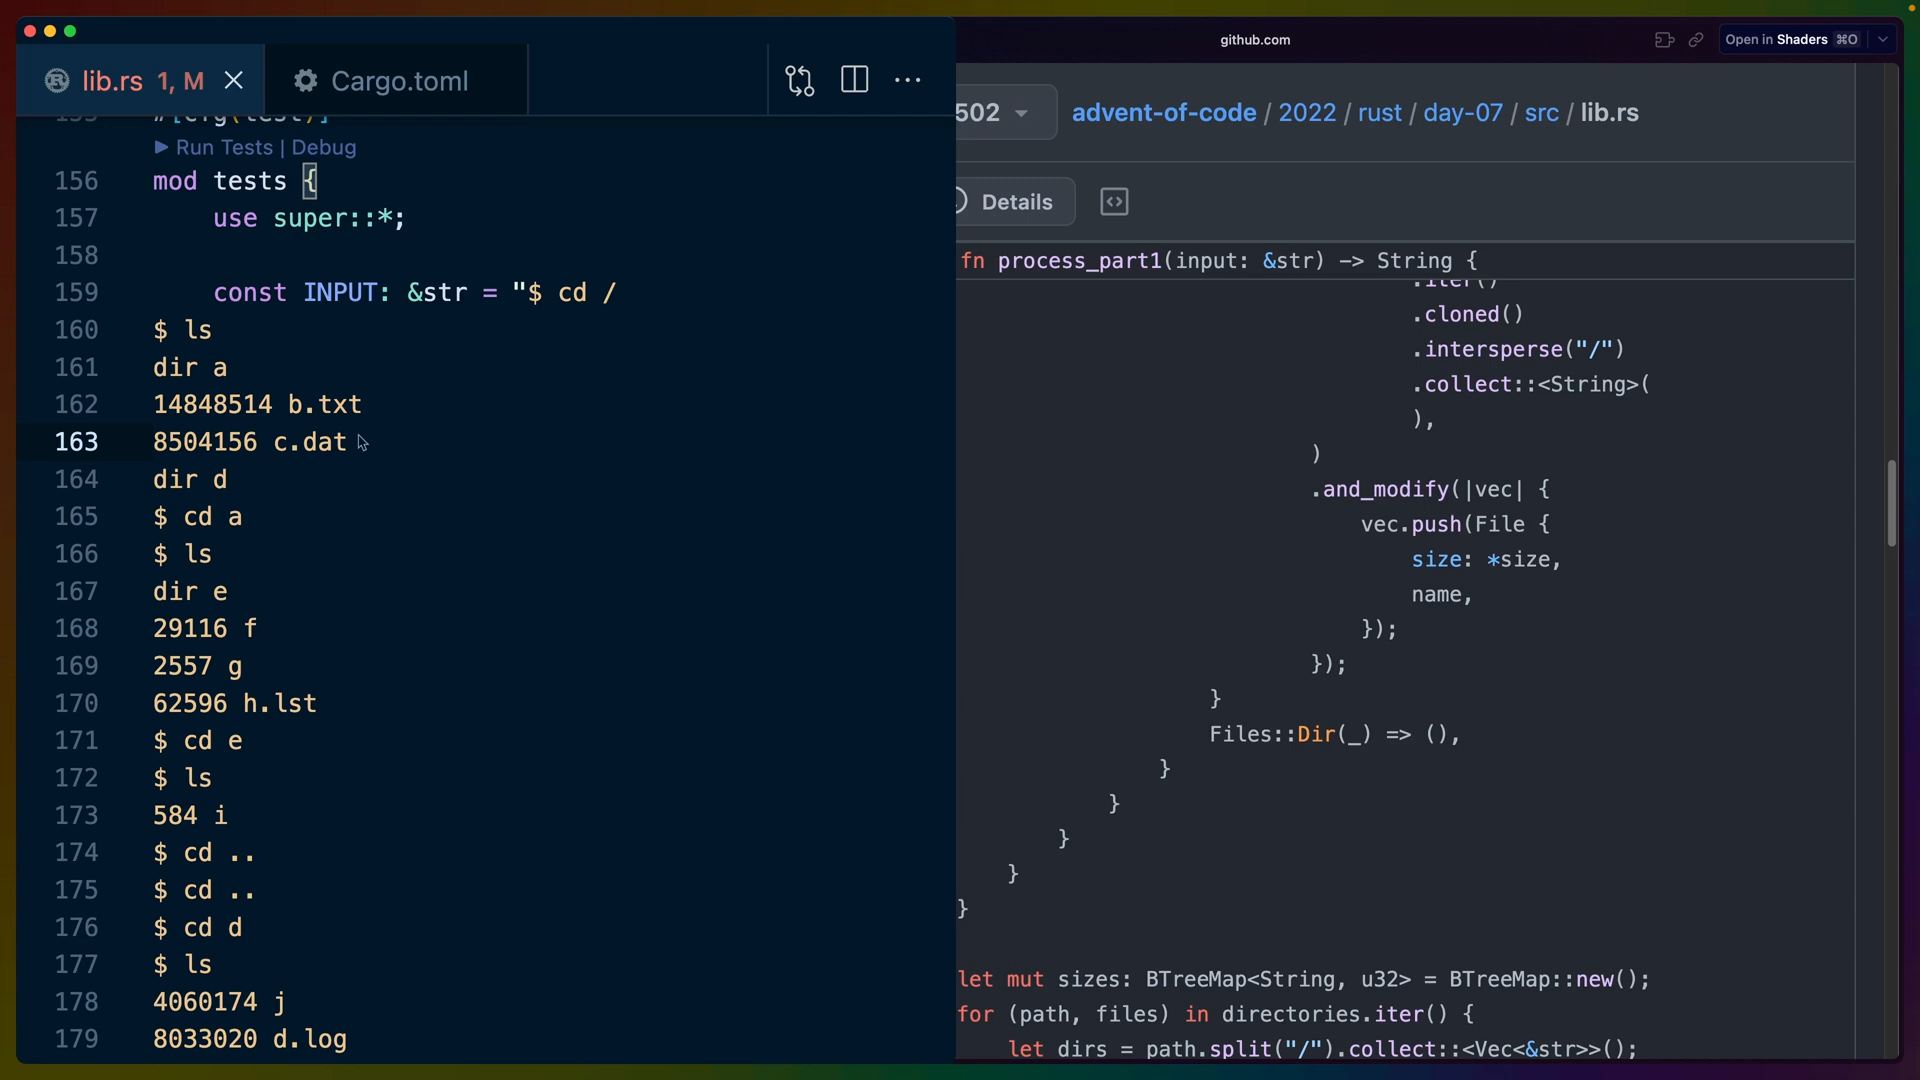 lib.rs 1, M
Cargo.toml
#[cfg(test)]
Run Tests | Debug
156 mod tests {
157 use super::*;
158
159 const INPUT: &str = "$ cd /
160 $ ls
161 dir a
162 14848514 b.txt
163 8504156 c.dat
164 dir d
165 $ cd a
166 $ ls
167 dir e
168 29116 f
169 2557 g
170 62596 h.lst
171 $ cd e
172 $ ls
173 584 i
174 $ cd ..
175 $ cd ..
176 $ cd d
177 $ ls
178 4060174 j
179 8033020 d.log
github.com
Open in Shaders ⌘O
502
advent-of-code / 2022 / rust / day-07 / src / lib.rs
Details
fn process_part1(input: &str) -> String {
.iter()
.cloned()
.intersperse("/")
.collect::<String>(
),
)
.and_modify(|vec| {
vec.push(File {
size: *size,
name,
});
});
}
Files::Dir(_) => (),
}
}
}
}
}
let mut sizes: BTreeMap<String, u32> = BTreeMap::new();
for (path, files) in directories.iter() {
let dirs = path.split("/").collect::<Vec<&str>>();